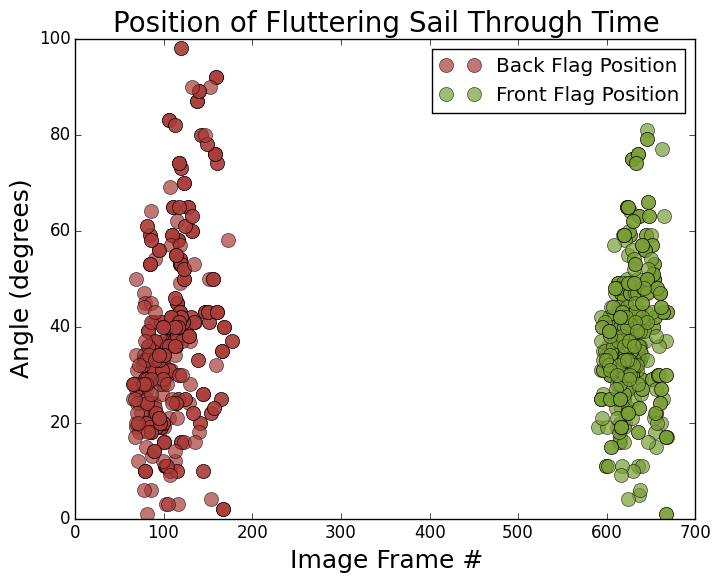 Position of Fluttering Sail Through Time
Back Flag Position
Front Flag Position
Angle (degrees)
100
80
60
40
20
0
0 100 200 300 400 500 600 700
Image Frame #